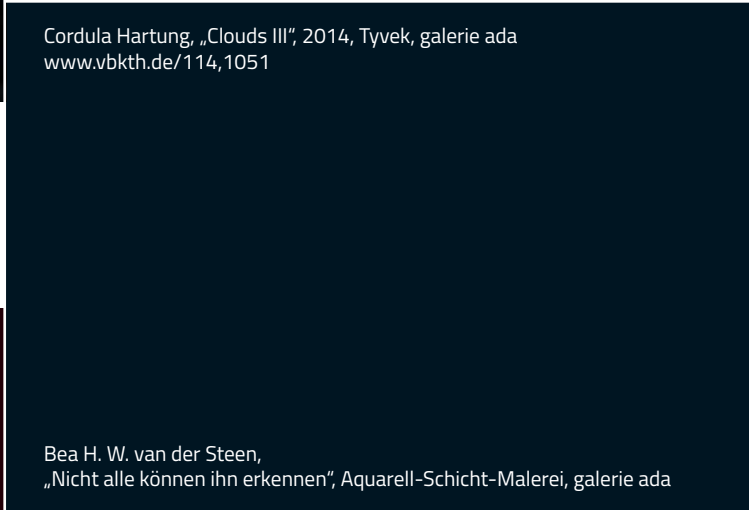 Cordula Hartung, „Clouds III“, 2014, Tyvek, galerie ada
www.vbkth.de/114,1051
Bea H. W. van der Steen,
„Nicht alle können ihn erkennen“, Aquarell-Schicht-Malerei, galerie ada